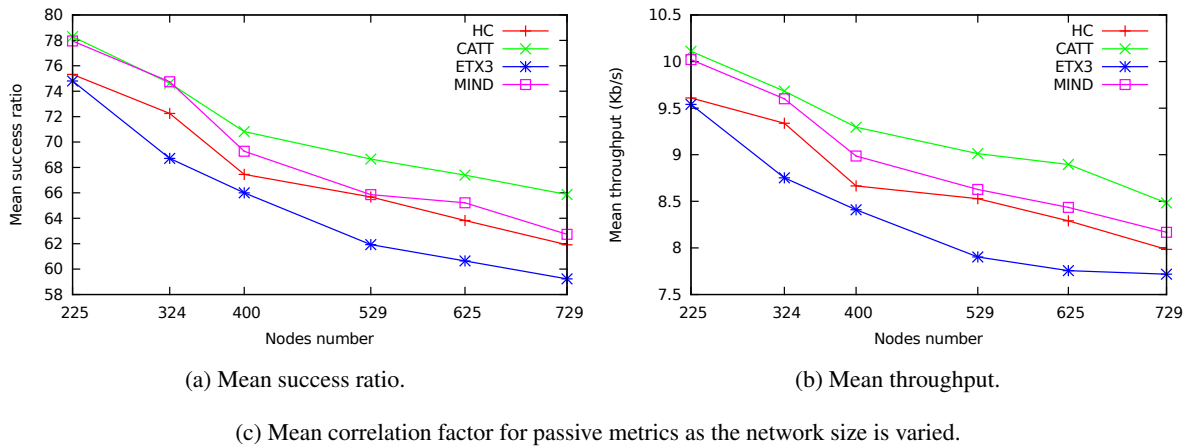 80
78
76
74
72
70
68
66
64
62
60
58
Mean success ratio
HC
CATT
ETX3
MIND
225 324 400 529 625 729
Nodes number
(a) Mean success ratio.
10.5
10
9.5
9
8.5
8
7.5
Mean throughput (Kb/s)
HC
CATT
ETX3
MIND
225 324 400 529 625 729
Nodes number
(b) Mean throughput.
(c) Mean correlation factor for passive metrics as the network size is varied.